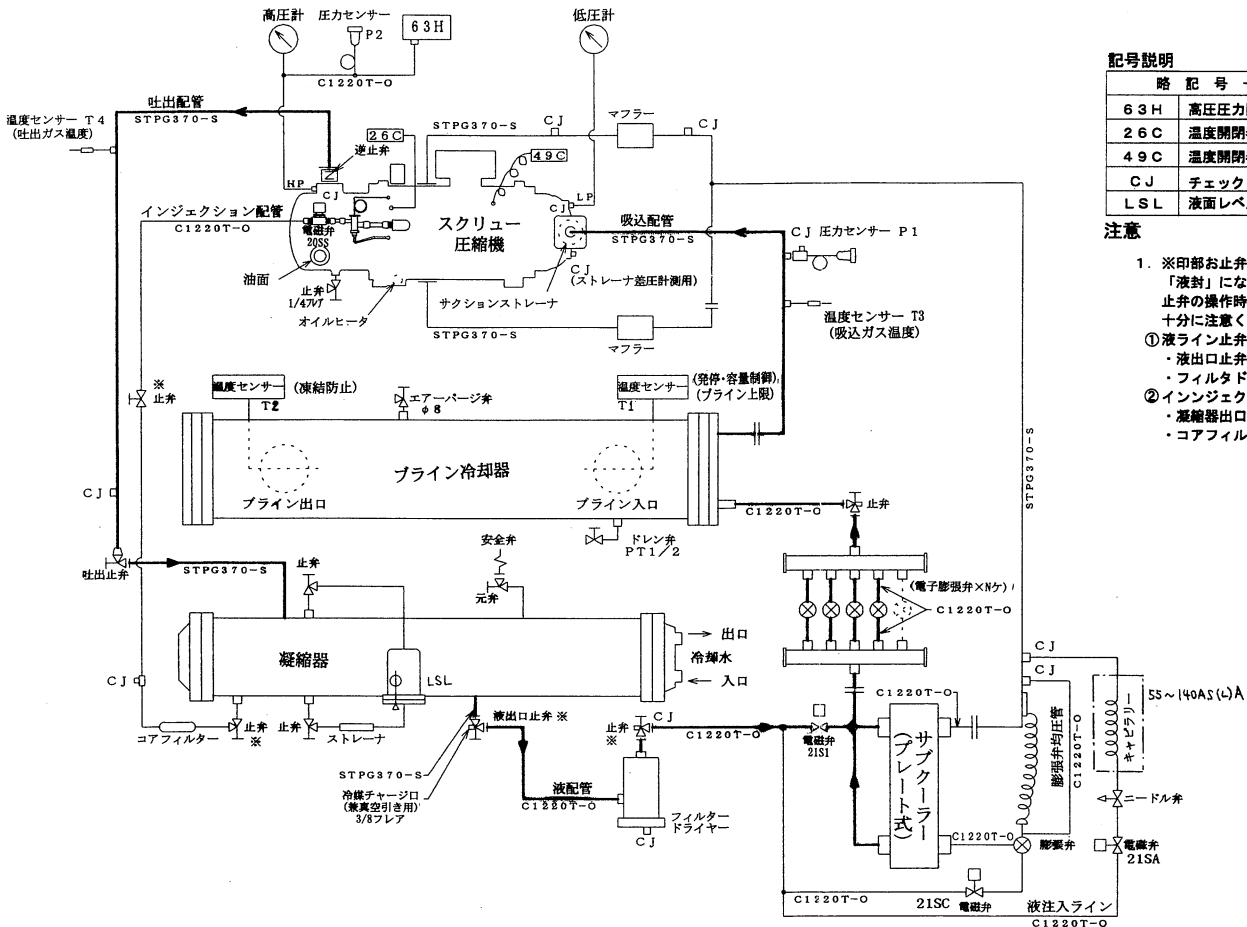 高圧計
圧力センサー
P2
63H
C1220T-O
低圧計
吐出配管
STPG370-S
温度センサー T4
(吐出ガス温度)
26C
逆止弁
HP
CJ
STPG370-S
CJ
マフラー
CJ
49C
LP
CJ
インジェクション配管
C1220T-O
電磁弁
20SS
スクリュー
圧縮機
吸込配管
STPG370-S
CJ 圧力センサー P1
油面
止弁
オイルヒータ
サクションストレーナ
CJ
(ストレーナ差圧計測用)
STPG370-S
マフラー
温度センサー T3
(吸込ガス温度)
記号説明
略 記 号
63H 高圧圧力
26C 温度開閉
49C 温度開閉
CJ チェック
LSL 液面レベ
注意
1. ※印部お止弁
「液封」にな
止弁の操作時
十分に注意く
①液ライン止弁
・液出口止弁
・フィルタド
②インンジェク
・凝縮器出口
・コアフィル
※
止弁
温度センサー
T2
(凍結防止)
エアーパージ弁
φ8
温度センサー
T1
(発停・容量制御)
(ブライン上限)
ブライン冷却器
ブライン出口
ブライン入口
ドレン弁
PT1/2
C1220T-O
止弁
STPG370-S
CJ
吐出止弁
STPG370-S
止弁
安全弁
元弁
凝縮器
LSL
出口
冷却水
入口
CJ
コアフィルター
止弁
※
止弁
ストレーナ
液出口止弁 ※
STPG370-S
冷媒チャージ口
(兼真空引き用)
3/8フレア
液配管
C1220T-O
止弁
※
CJ
C1220T-O
フィルター
ドライヤー
CJ
(電子膨張弁×Nケ)
C1220T-O
電磁弁
21S1
サブクーラー
(プレート式)
C1220T-O
C1220T-O
CJ
CJ
膨張弁均圧管
C1220T-O
キャピラリー
55~140AS(L)A
ニードル弁
膨張弁
電磁弁
21SA
C1220T-O
21SC 電磁弁
液注入ライン
C1220T-O